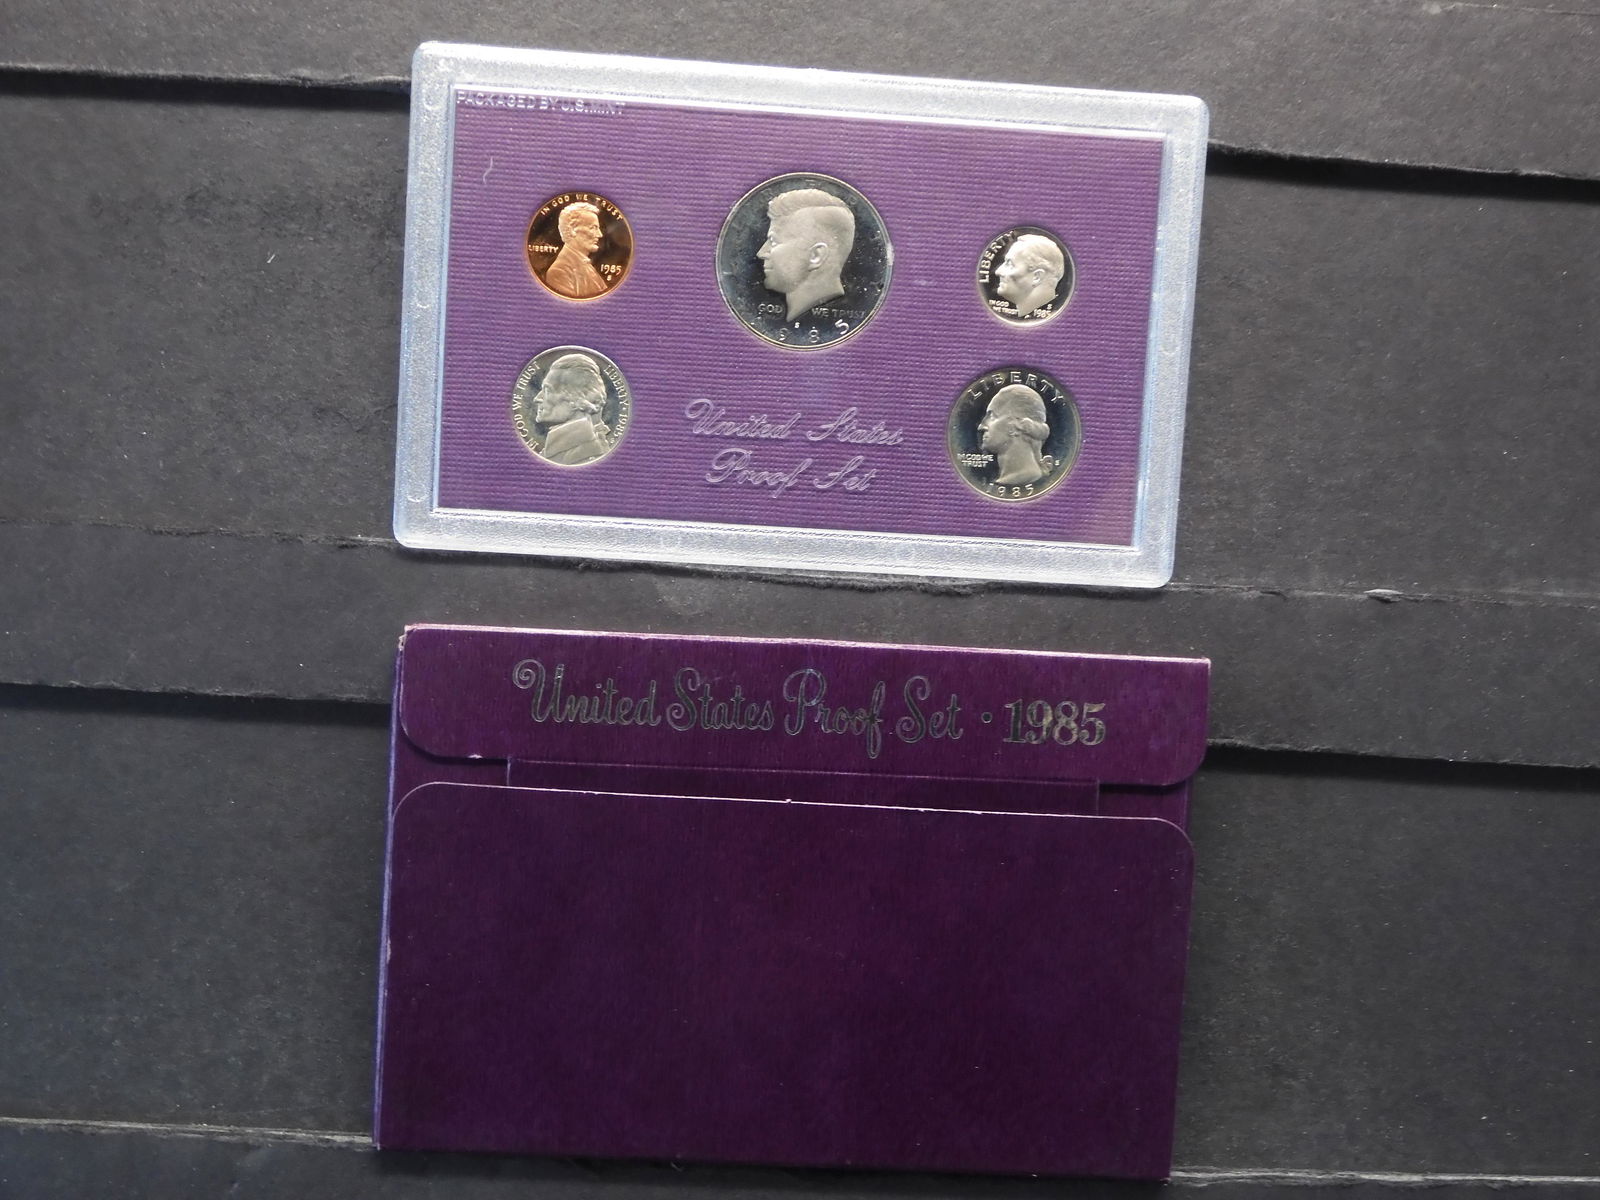 PACKAGED BY U.S. MINT
IN GOD WE TRUST
LIBERTY
1985
S
GOD WE TRUST
S
1985
LIBERTY
IN GOD
WE TRUST
S
1985
IN GOD WE TRUST
LIBERTY • 1985
LIBERTY
IN GOD WE
TRUST
S
1985
United States
Proof Set
United States Proof Set · 1985